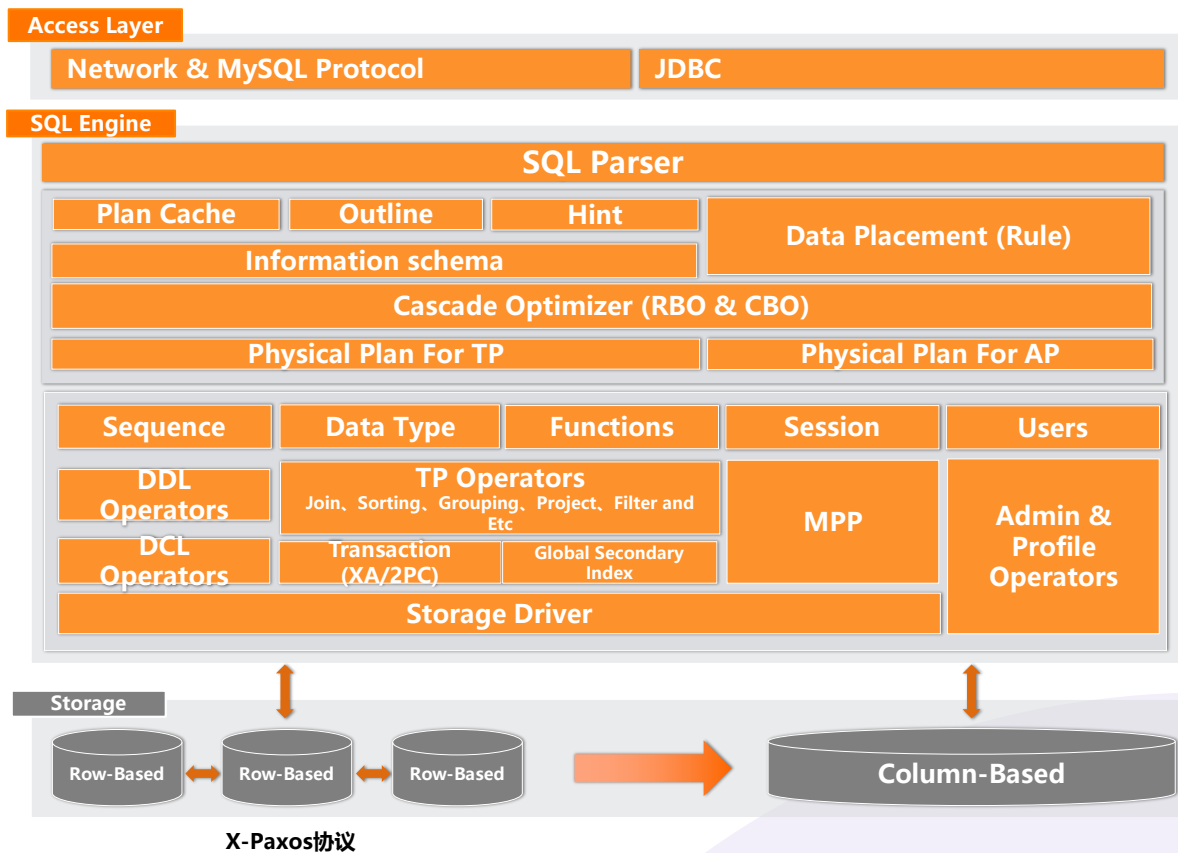 Access Layer
Network & MySQL Protocol
JDBC
SQL Engine
SQL Parser
Plan Cache
Outline
Hint
Data Placement (Rule)
Information schema
Cascade Optimizer (RBO & CBO)
Physical Plan For TP
Physical Plan For AP
Sequence
Data Type
Functions
Session
Users
DDL
Operators
TP Operators
Join、Sorting、Grouping、Project、Filter and
Etc
MPP
Admin &
Profile
Operators
DCL
Operators
Transaction
(XA/2PC)
Global Secondary
Index
Storage Driver
Storage
Row-Based
Row-Based
Row-Based
Column-Based
X-Paxos协议